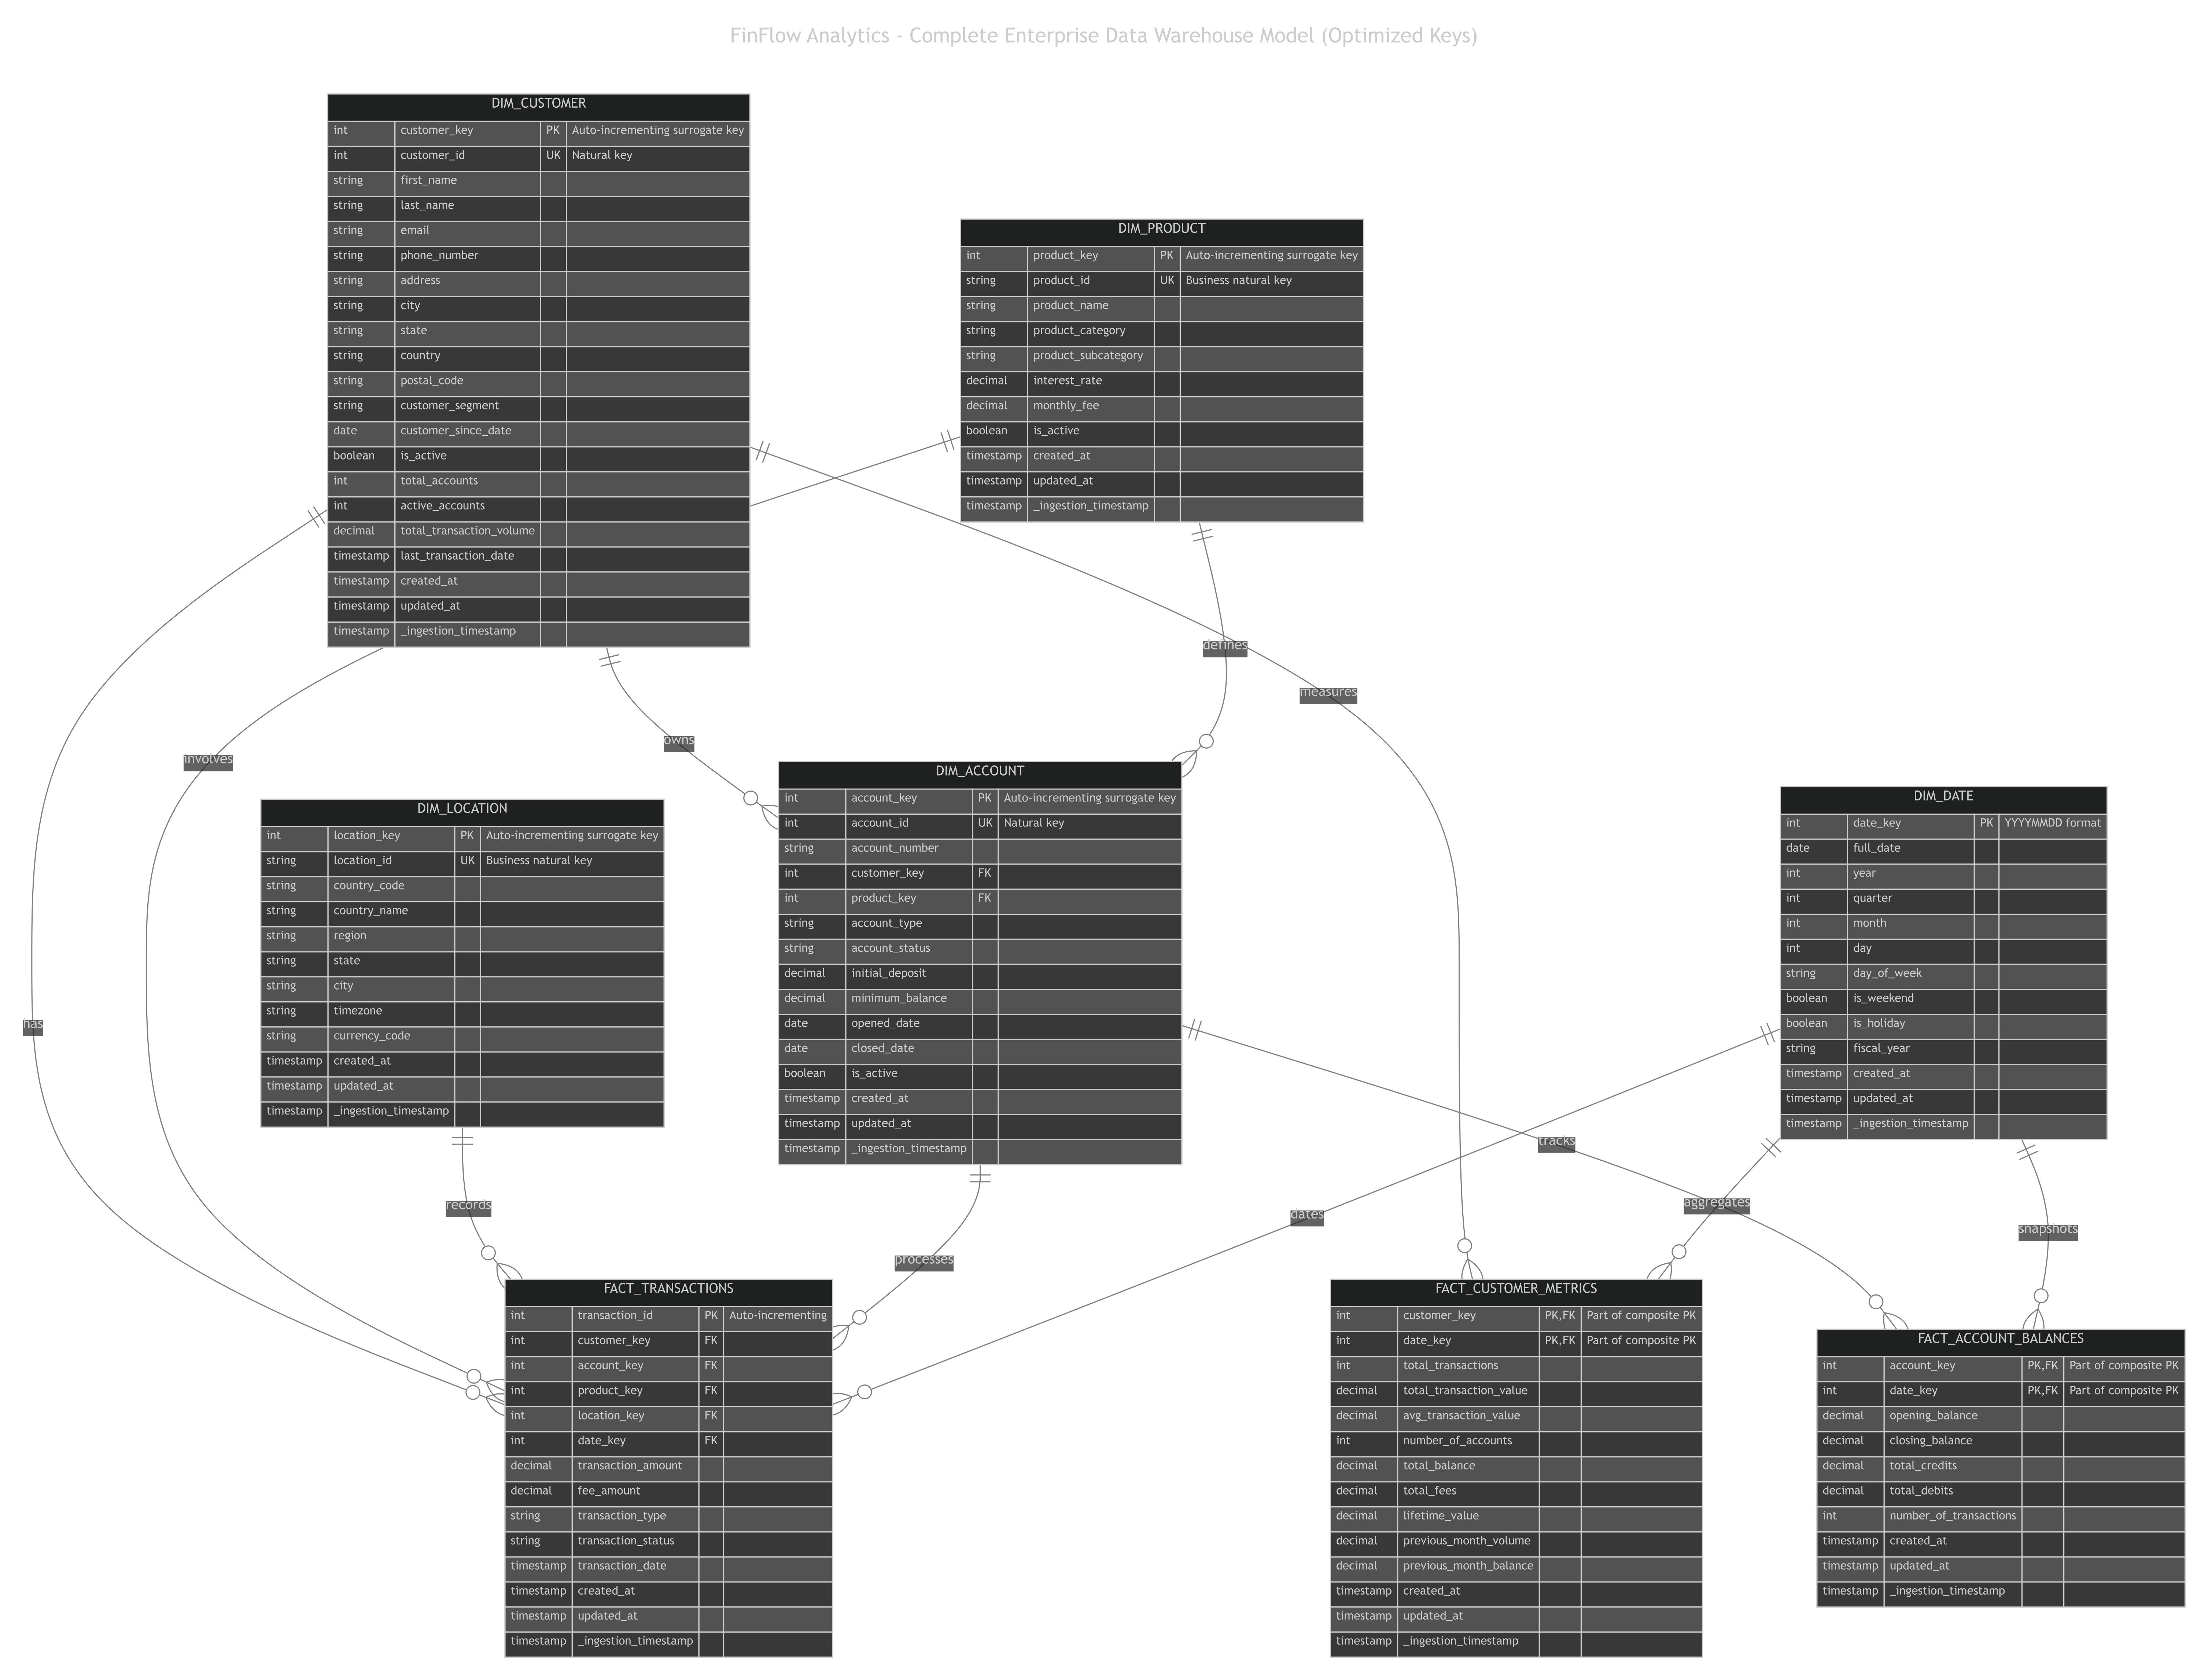 FinFlow Analytics - Complete Enterprise Data Warehouse Model (Optimized Keys)
DIM_CUSTOMER
int customer_key PK Auto-incrementing surrogate key
int customer_id UK Natural key
string first_name
string last_name
string email
string phone_number
string address
string city
string state
string country
string postal_code
string customer_segment
date customer_since_date
boolean is_active
int total_accounts
int active_accounts
decimal total_transaction_volume
timestamp last_transaction_date
timestamp created_at
timestamp updated_at
timestamp _ingestion_timestamp
DIM_PRODUCT
int product_key PK Auto-incrementing surrogate key
string product_id UK Business natural key
string product_name
string product_category
string product_subcategory
decimal interest_rate
decimal monthly_fee
boolean is_active
timestamp created_at
timestamp updated_at
timestamp _ingestion_timestamp
defines
measures
owns
involves
has
DIM_LOCATION
int location_key PK Auto-incrementing surrogate key
string location_id UK Business natural key
string country_code
string country_name
string region
string state
string city
string timezone
string currency_code
timestamp created_at
timestamp updated_at
timestamp _ingestion_timestamp
DIM_ACCOUNT
int account_key PK Auto-incrementing surrogate key
int account_id UK Natural key
string account_number
int customer_key FK
int product_key FK
string account_type
string account_status
decimal initial_deposit
decimal minimum_balance
date opened_date
date closed_date
boolean is_active
timestamp created_at
timestamp updated_at
timestamp _ingestion_timestamp
DIM_DATE
int date_key PK YYYYMMDD format
date full_date
int year
int quarter
int month
int day
string day_of_week
boolean is_weekend
boolean is_holiday
string fiscal_year
timestamp created_at
timestamp updated_at
timestamp _ingestion_timestamp
tracks
records
aggregates
dates
snapshots
processes
FACT_TRANSACTIONS
int transaction_id PK Auto-incrementing
int customer_key FK
int account_key FK
int product_key FK
int location_key FK
int date_key FK
decimal transaction_amount
decimal fee_amount
string transaction_type
string transaction_status
timestamp transaction_date
timestamp created_at
timestamp updated_at
timestamp _ingestion_timestamp
FACT_CUSTOMER_METRICS
int customer_key PK,FK Part of composite PK
int date_key PK,FK Part of composite PK
int total_transactions
decimal total_transaction_value
decimal avg_transaction_value
int number_of_accounts
decimal total_balance
decimal total_fees
decimal lifetime_value
decimal previous_month_volume
decimal previous_month_balance
timestamp created_at
timestamp updated_at
timestamp _ingestion_timestamp
FACT_ACCOUNT_BALANCES
int account_key PK,FK Part of composite PK
int date_key PK,FK Part of composite PK
decimal opening_balance
decimal closing_balance
decimal total_credits
decimal total_debits
int number_of_transactions
timestamp created_at
timestamp updated_at
timestamp _ingestion_timestamp